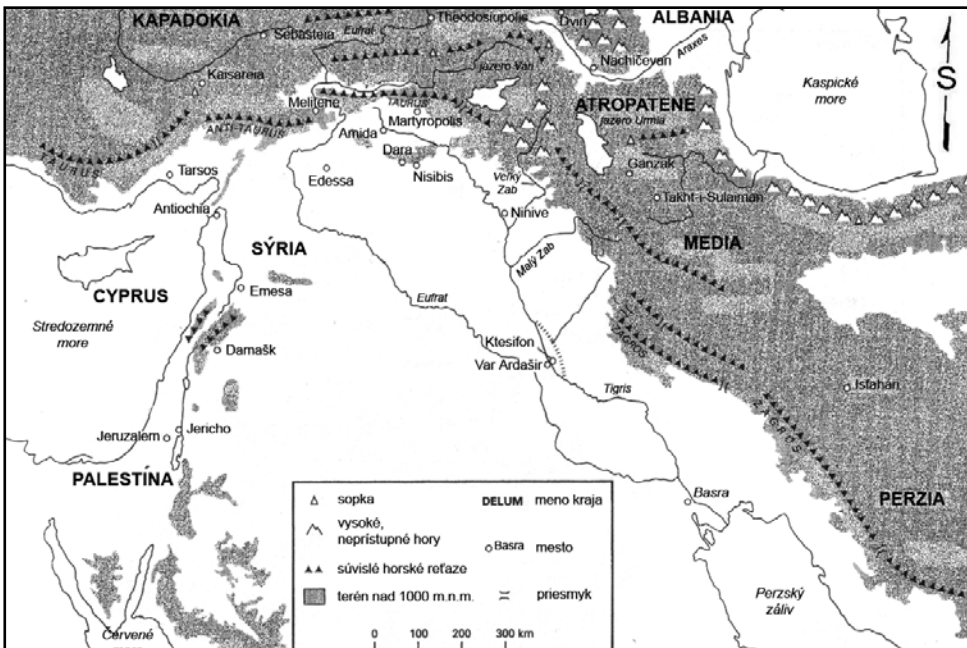 KAPADOKIA
Theodosiupolis
Dvin
ALBANIA
Sebasteia
Eufrat
Nachičevan
Araxes
Kaisareia
jazero Van
Kaspické
more
S
Melitene
TAURUS
Martyropolis
ATROPATENE
jazero Urmia
ANTI-TAURUS
Amida
Dara
Nisibis
Ganzak
TAURUS
Tarsos
Edessa
Veľký
Zab
Takht-i-Sulaiman
Antiochia
Ninive
SÝRIA
MEDIA
Malý Zab
CYPRUS
Emesa
Eufrat
Stredozemné
more
Damašk
Ktesifon
Var Ardašir
ZAGROS
Tigris
Isfahán
ZAGROS
Jeruzalem
Jericho
PALESTÍNA
Basra
PERZIA
Perzský
záliv
Červené
sopka
DELUM
meno kraja
vysoké,
neprístupné hory
Basra
mesto
súvislé horské reťaze
terén nad 1000 m.n.m.
priesmyk
0 100 200 300 km